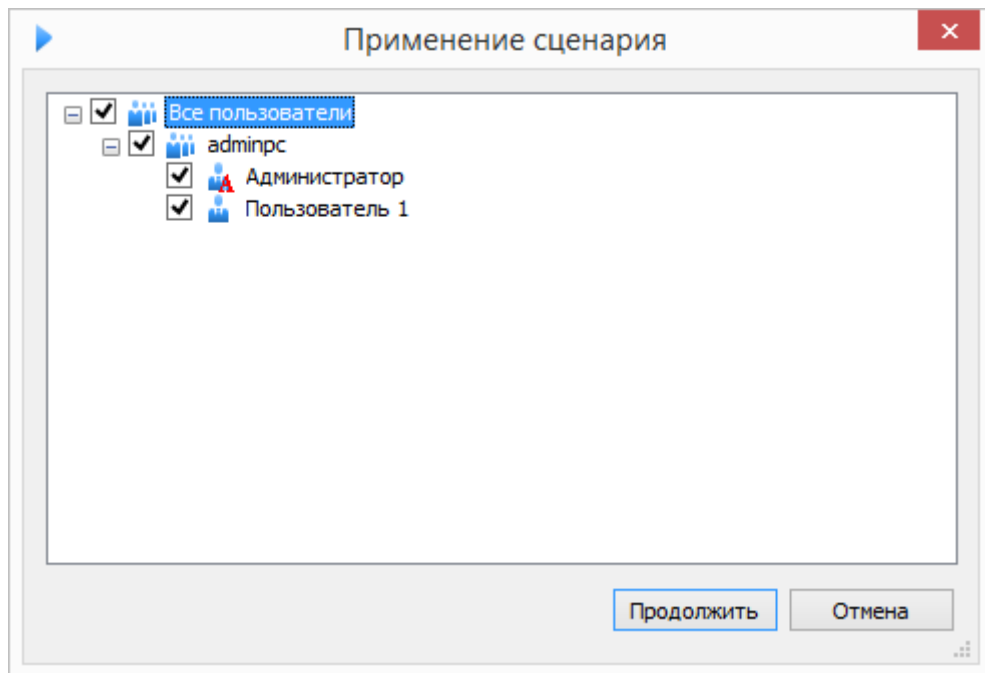 Применение сценария
Все пользователи
adminpc
Администратор
Пользователь 1
Продолжить
Отмена